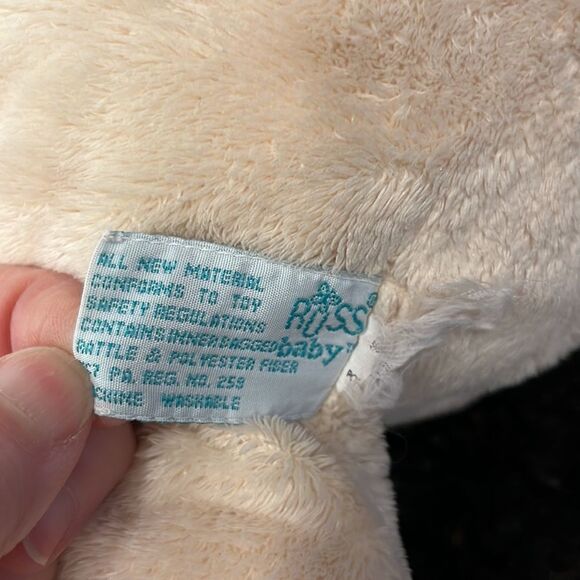 ALL NEW MATERIAL
CONFORMS TO TOY
SAFETY REGULATIONS
CONTAINS INNER BAGGED
RATTLE & POLYESTER FIBER
PA. REG. NO. 259
WASHABLE
RUSS
baby